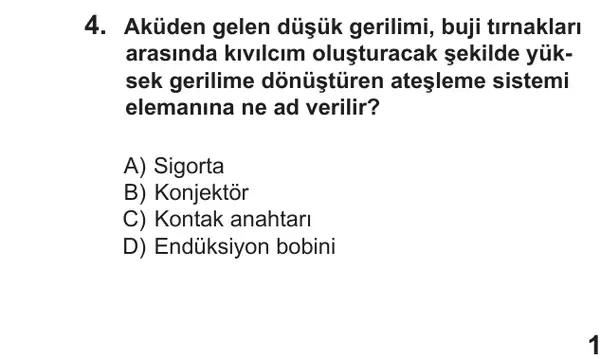 4. Aküden gelen düşük gerilimi, buji tırnakları
arasında kıvılcım oluşturacak şekilde yük-
sek gerilime dönüştüren ateşleme sistemi
elemanına ne ad verilir?
A) Sigorta
B) Konjektör
C) Kontak anahtarı
D) Endüksiyon bobini
1